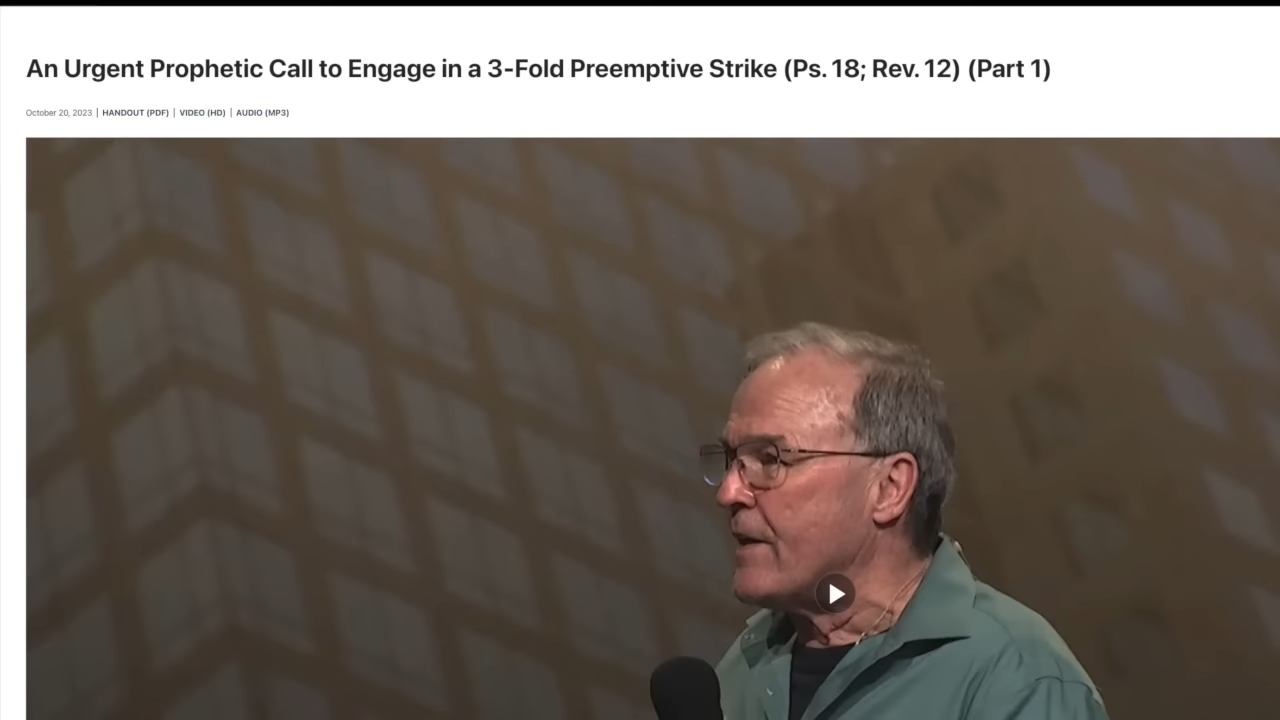 An Urgent Prophetic Call to Engage in a 3-Fold Preemptive Strike (Ps. 18; Rev. 12) (Part 1)
October 20, 2023 | HANDOUT (PDF) | VIDEO (HD) | AUDIO (MP3)